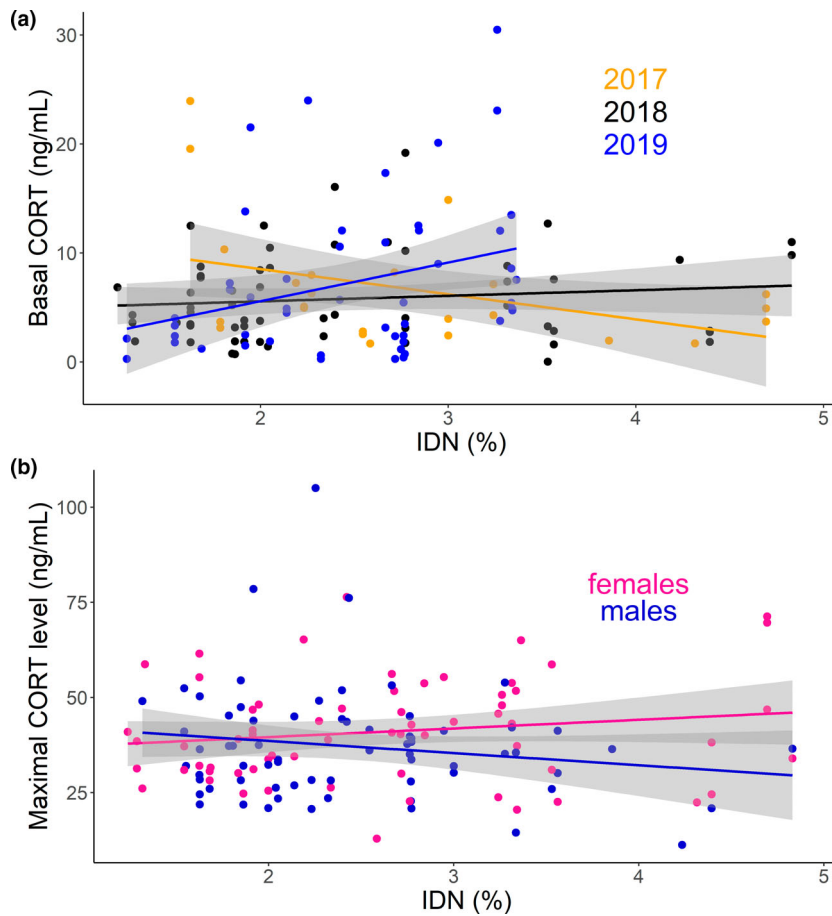 (a)
30
20
10
0
Basal CORT (ng/mL)
2017
2018
2019
2
3
4
5
IDN (%)
(b)
100
75
50
25
Maximal CORT level (ng/mL)
females
males
2
3
4
5
IDN (%)